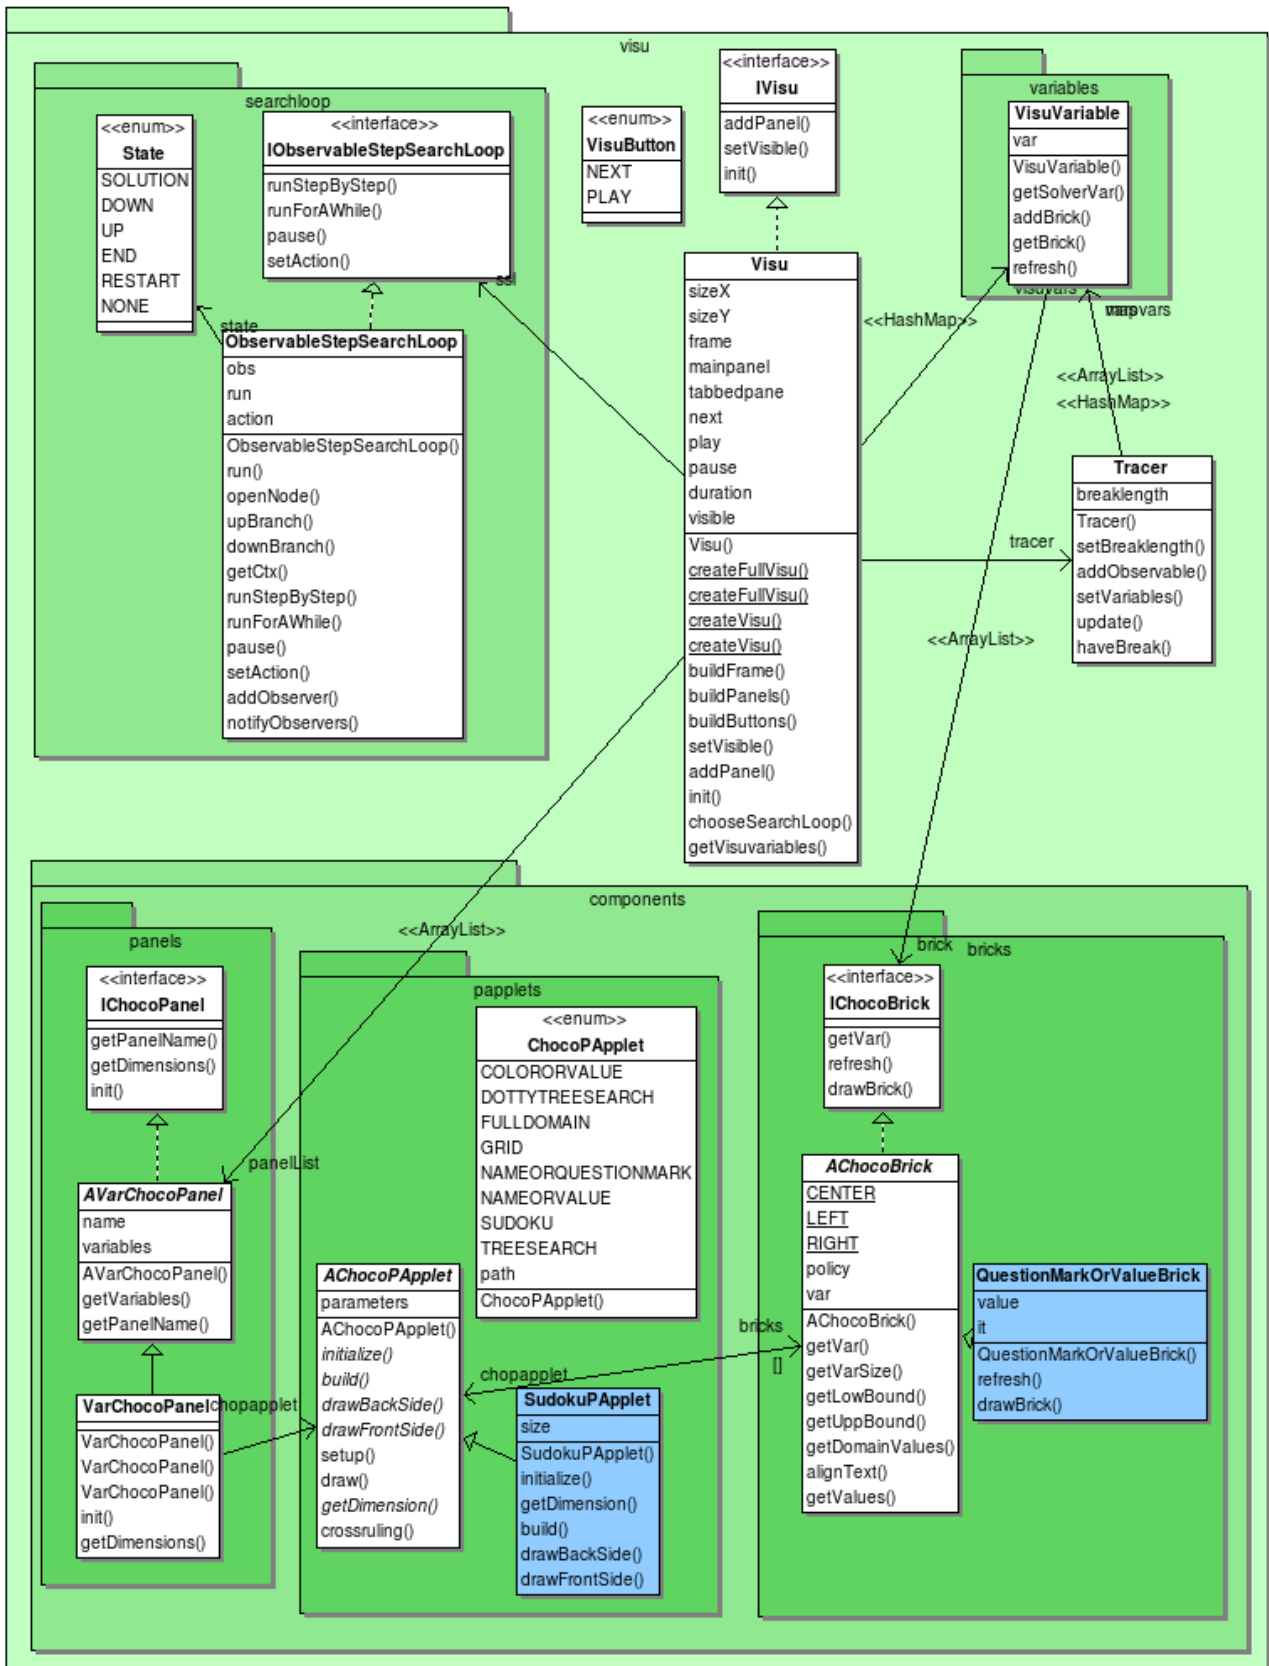 visu
searchloop
<<enum>>
State
SOLUTION
DOWN
UP
END
RESTART
NONE
<<interface>>
IObservableStepSearchLoop
runStepByStep()
runForAWhile()
pause()
setAction()
ssl
state
ObservableStepSearchLoop
obs
run
action
ObservableStepSearchLoop()
run()
openNode()
upBranch()
downBranch()
getCtx()
runStepByStep()
runForAWhile()
pause()
setAction()
addObserver()
notifyObservers()
<<enum>>
VisuButton
NEXT
PLAY
<<interface>>
IVisu
addPanel()
setVisible()
init()
Visu
sizeX
sizeY
frame
mainpanel
tabbedpane
next
play
pause
duration
visible
Visu()
createFullVisu()
createFullVisu()
createVisu()
createVisu()
buildFrame()
buildPanels()
buildButtons()
setVisible()
addPanel()
init()
chooseSearchLoop()
getVisuvariables()
variables
VisuVariable
var
VisuVariable()
getSolverVar()
addBrick()
getBrick()
refresh()
visuvars
<<HashMap>>
<<ArrayList>>
<<HashMap>>
Tracer
breaklength
Tracer()
setBreaklength()
addObservable()
setVariables()
update()
haveBreak()
tracer
<<ArrayList>>
components
<<ArrayList>>
panels
<<interface>>
IChocoPanel
getPanelName()
getDimensions()
init()
panelList
AVarChocoPanel
name
variables
AVarChocoPanel()
getVariables()
getPanelName()
VarChocoPanel
chopapplet
VarChocoPanel()
VarChocoPanel()
VarChocoPanel()
init()
getDimensions()
papplets
<<enum>>
ChocoPApplet
COLORORVALUE
DOTTYTREESEARCH
FULLDOMAIN
GRID
NAMEORQUESTIONMARK
NAMEORVALUE
SUDOKU
TREESEARCH
path
ChocoPApplet()
AChocoPApplet
parameters
AChocoPApplet()
initialize()
build()
drawBackSide()
drawFrontSide()
setup()
draw()
getDimension()
crossruling()
chopapplet
SudokuPApplet
size
SudokuPApplet()
initialize()
getDimension()
build()
drawBackSide()
drawFrontSide()
brick
bricks
<<interface>>
IChocoBrick
getVar()
refresh()
drawBrick()
bricks
[]
AChocoBrick
CENTER
LEFT
RIGHT
policy
var
AChocoBrick()
getVar()
getVarSize()
getLowBound()
getUppBound()
getDomainValues()
alignText()
getValues()
QuestionMarkOrValueBrick
value
it
QuestionMarkOrValueBrick()
refresh()
drawBrick()